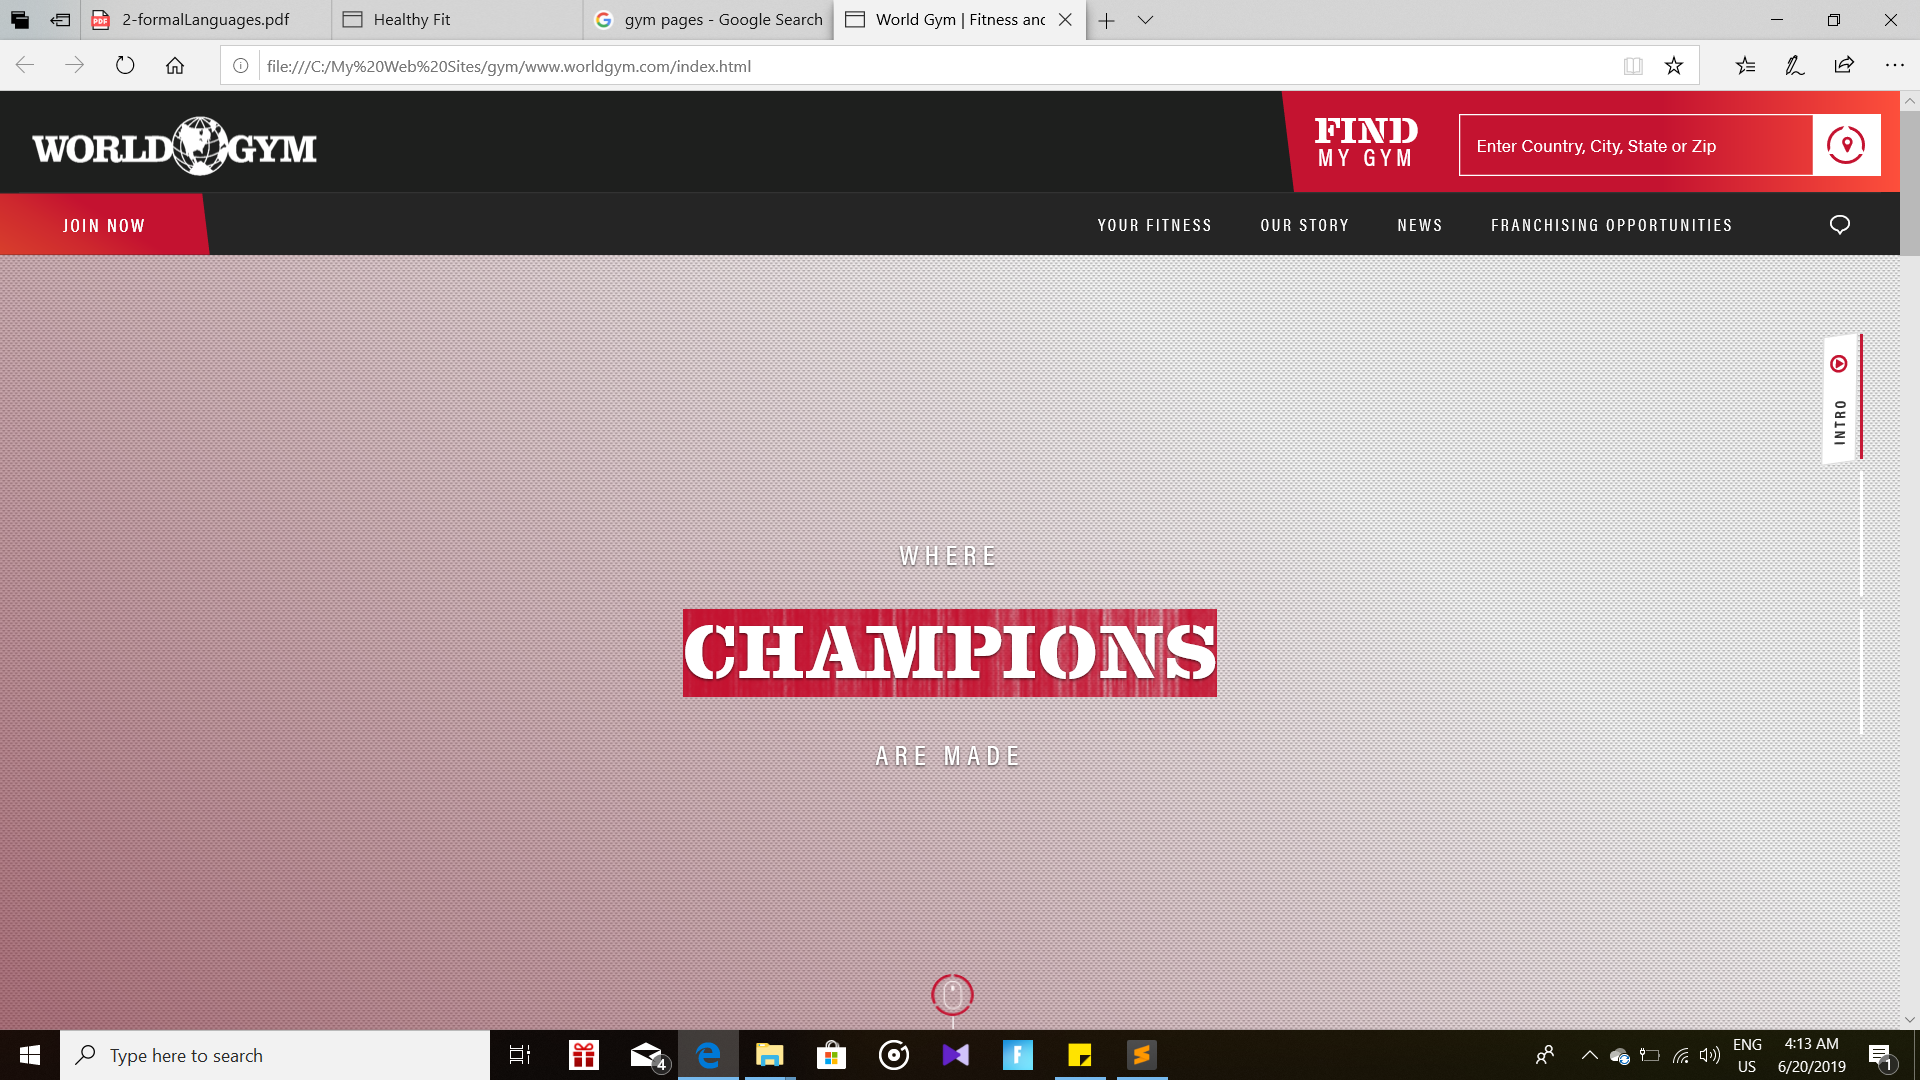 2-formalLanguages.pdf
Healthy Fit
gym pages - Google Search
World Gym | Fitness and
file:///C:/My%20Web%20Sites/gym/www.worldgym.com/index.html
WORLD GYM
FIND
MY GYM
Enter Country, City, State or Zip
JOIN NOW
YOUR FITNESS
OUR STORY
NEWS
FRANCHISING OPPORTUNITIES
INTRO
WHERE
CHAMPIONS
ARE MADE
Type here to search
4
ENG
US
4:13 AM
6/20/2019
1